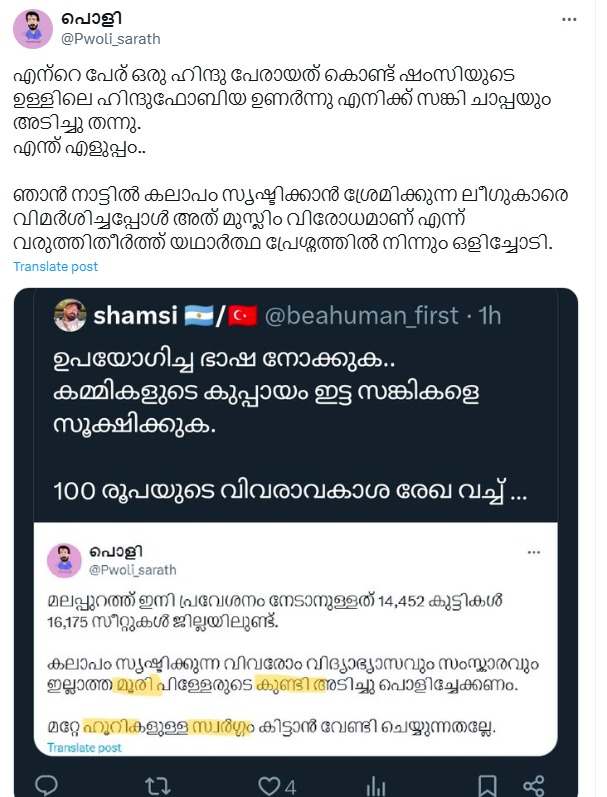 പൊളി
@Pwoli_sarath
എന്റെ പേര് ഒരു ഹിന്ദു പേരായത് കൊണ്ട് ഷംസിയുടെ
ഉള്ളിലെ ഹിന്ദുഫോബിയ ഉണർന്നു എനിക്ക് സങ്കി ചാപ്പയും
അടിച്ചു തന്നു.
എന്ത് എളുപ്പം..
ഞാൻ നാട്ടിൽ കലാപം സൃഷ്ടിക്കാൻ ശ്രേമിക്കുന്ന ലീഗുകാരെ
വിമർശിച്ചപ്പോൾ അത് മുസ്ലിം വിരോധമാണ് എന്ന്
വരുത്തിതീർത്ത് യഥാർത്ഥ പ്രേശ്നത്തിൽ നിന്നും ഒളിച്ചോടി.
Translate post
shamsi 🇦🇷/🇹🇷 @beahuman_first · 1h
ഉപയോഗിച്ച ഭാഷ നോക്കുക..
കമ്മികളുടെ കുപ്പായം ഇട്ട സങ്കികളെ
സൂക്ഷിക്കുക.
100 രൂപയുടെ വിവരാവകാശ രേഖ വച്ച് ...
പൊളി
@Pwoli_sarath
മലപ്പുറത്ത് ഇനി പ്രവേശനം നേടാനുള്ളത് 14,452 കുട്ടികൾ
16,175 സീറ്റുകൾ ജില്ലയിലുണ്ട്.
കലാപം സൃഷ്ടിക്കുന്ന വിവരോം വിദ്യാഭ്യാസവും സംസ്കാരവും
ഇല്ലാത്ത മൂരി പിള്ളേരുടെ കുണ്ടി അടിച്ചു പൊളിച്ചേക്കണം.
മറ്റേ ഹൂറികളുള്ള സ്വർഗ്ഗം കിട്ടാൻ വേണ്ടി ചെയ്യുന്നതല്ലേ.
Translate post
4